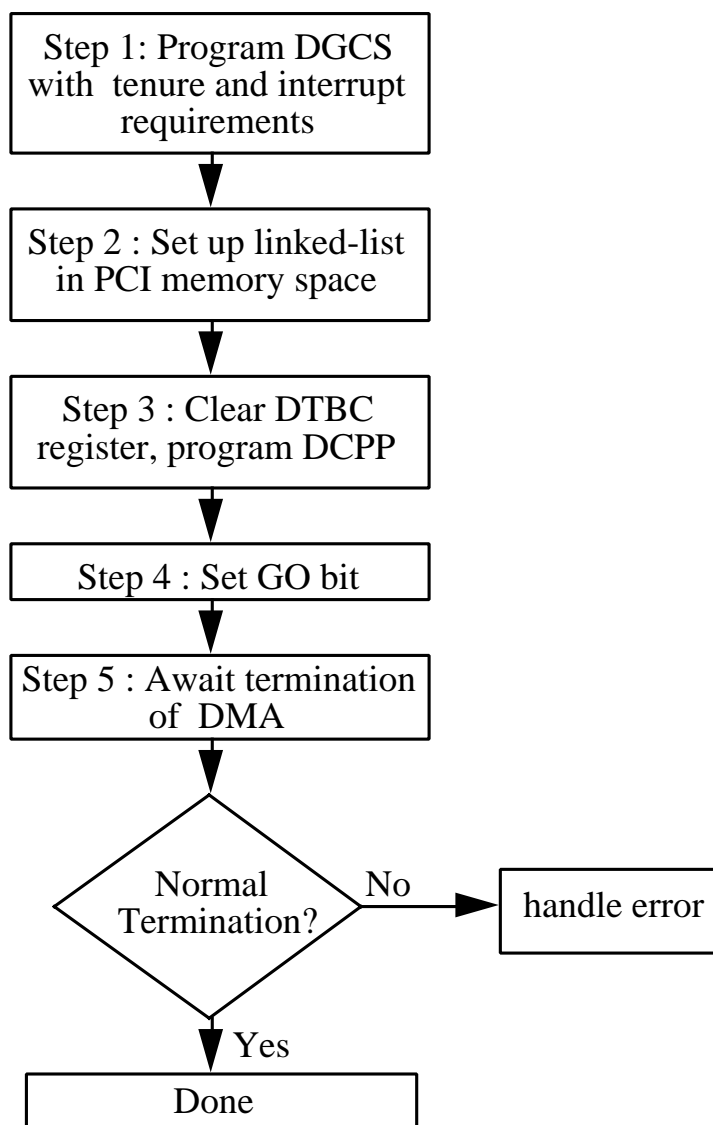 Step 1: Program DGCS
with tenure and interrupt
requirements
Step 2 : Set up linked-list
in PCI memory space
Step 3 : Clear DTBC
register, program DCPP
Step 4 : Set GO bit
Step 5 : Await termination
of DMA
Normal
Termination?
No
handle error
Yes
Done